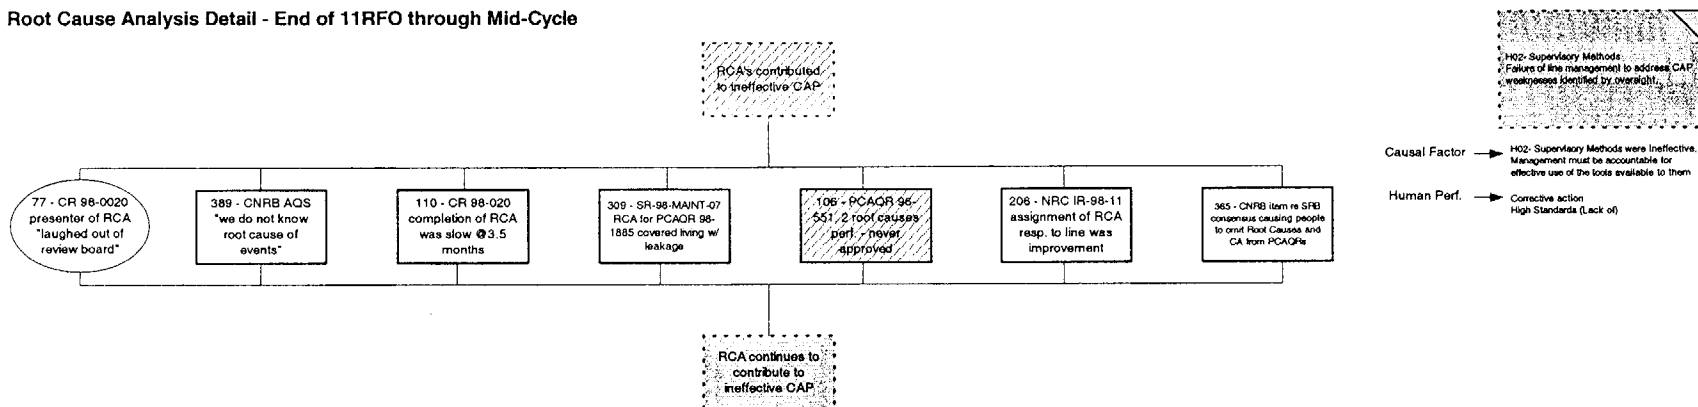 Root Cause Analysis Detail - End of 11RFO through Mid-Cycle
RCA's contributed
to ineffective CAP
H02- Supervisory Methods
Failure of line management to address CAP
weaknesses identified by oversight.
Causal Factor
H02- Supervisory Methods were Ineffective.
Management must be accountable for
effective use of the tools available to them
Human Perf.
Corrective action
High Standards (Lack of)
77 - CR 98-0020
presenter of RCA
"laughed out of
review board"
389 - CNRB AQS
"we do not know
root cause of
events"
110 - CR 98-020
completion of RCA
was slow @3.5
months
309 - SR-98-MAINT-07
RCA for PCAQR 98-
1885 covered living w/
leakage
106 - PCAQR 96-
551, 2 root causes
perf. - never
approved
206 - NRC IR-98-11
assignment of RCA
resp. to line was
improvement
365 - CNRB item re SRB
consensus causing people
to omit Root Causes and
CA from PCAQRs
RCA continues to
contribute to
ineffective CAP